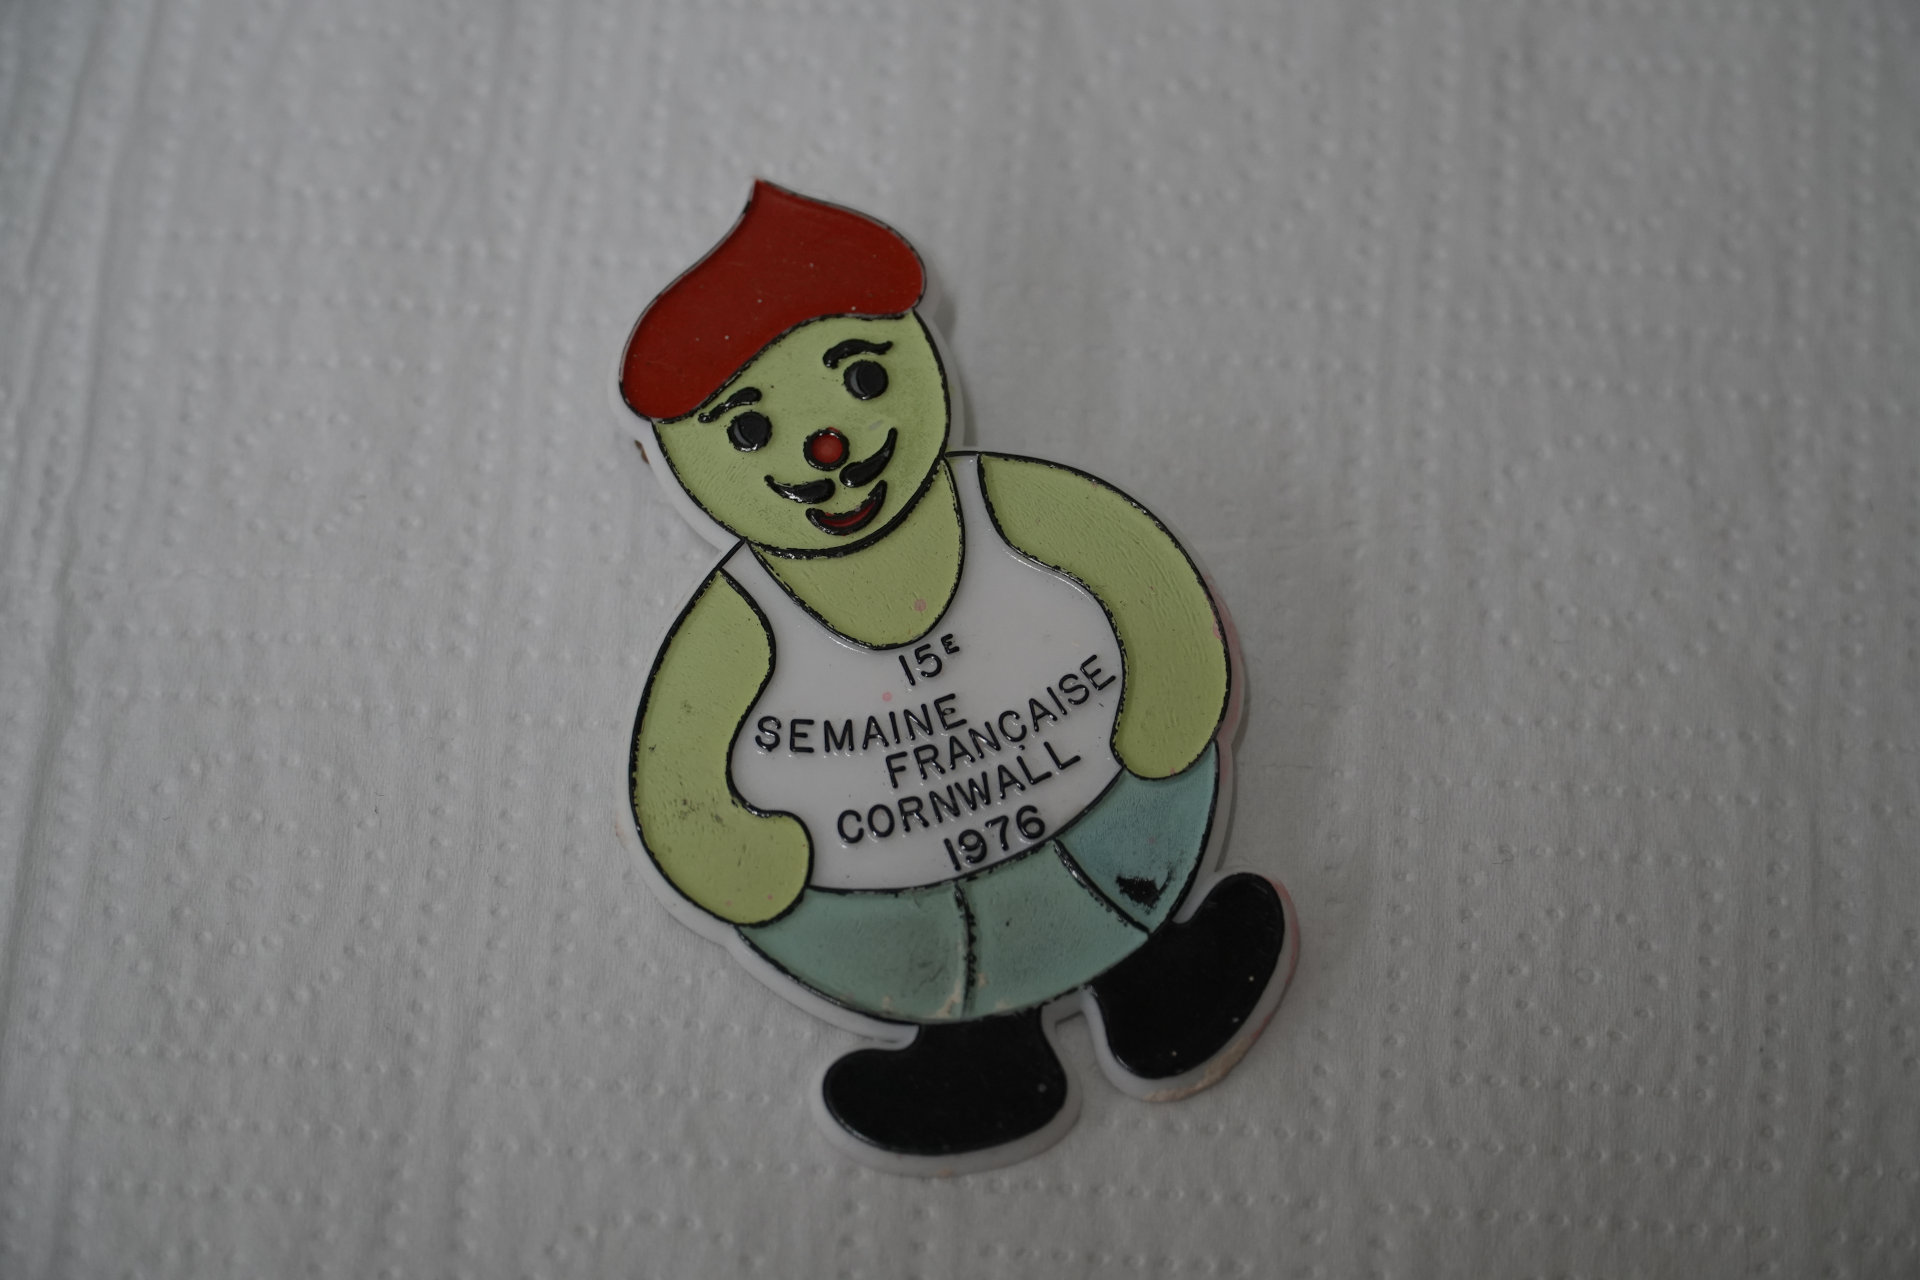 15E
SEMAINE
FRANÇAISE
CORNWALL
1976